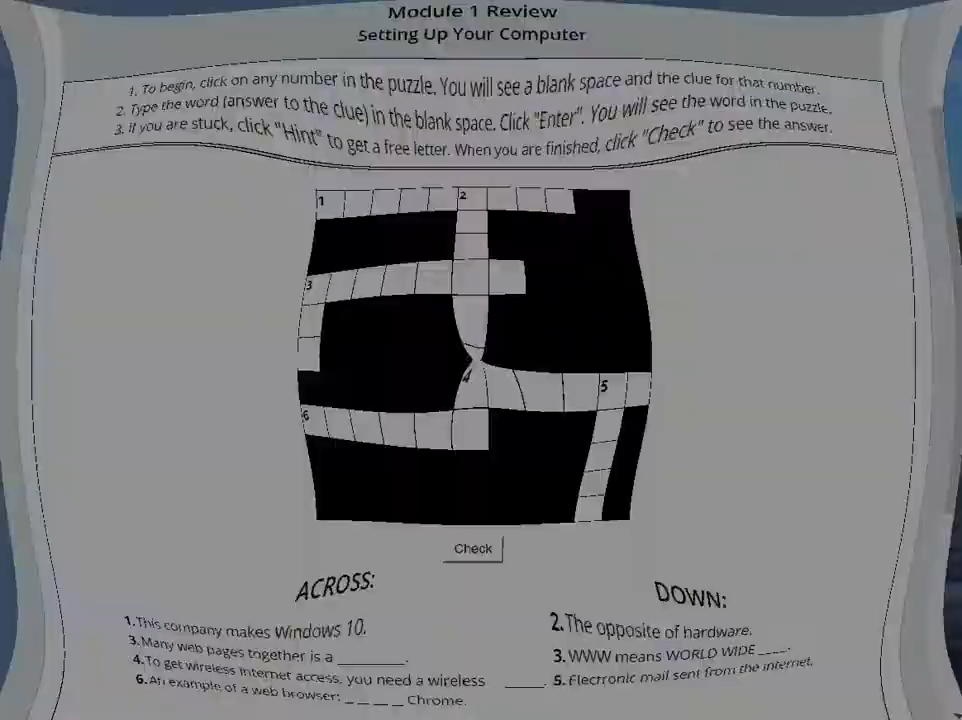 Module 1 Review
Setting Up Your Computer
1. To begin, click on any number in the puzzle. You will see a blank space and the clue for that number.
2. Type the word (answer to the clue) in the blank space. Click "Enter". You will see the word in the puzzle.
3. If you are stuck, click "Hint" to get a free letter. When you are finished, click "Check" to see the answer.
1 2
3
4 5
6
Check
ACROSS:
1. This company makes Windows 10.
3. Many web pages together is a ________.
4. To get wireless internet access, you need a wireless _____.
6. An example of a web browser: _ _ _ _ Chrome.
DOWN:
2. The opposite of hardware.
3. WWW means WORLD WIDE ____.
5. Electronic mail sent from the internet.